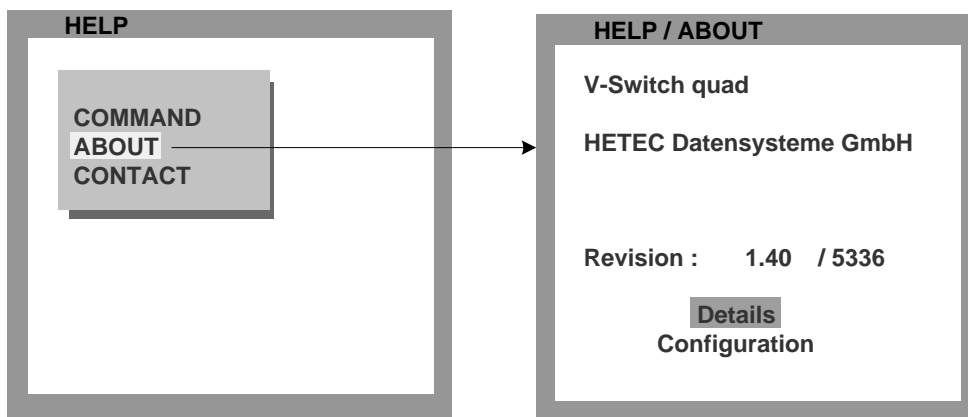 HELP
COMMAND
ABOUT
CONTACT
HELP / ABOUT
V-Switch quad
HETEC Datensysteme GmbH
Revision : 1.40 / 5336
Details
Configuration